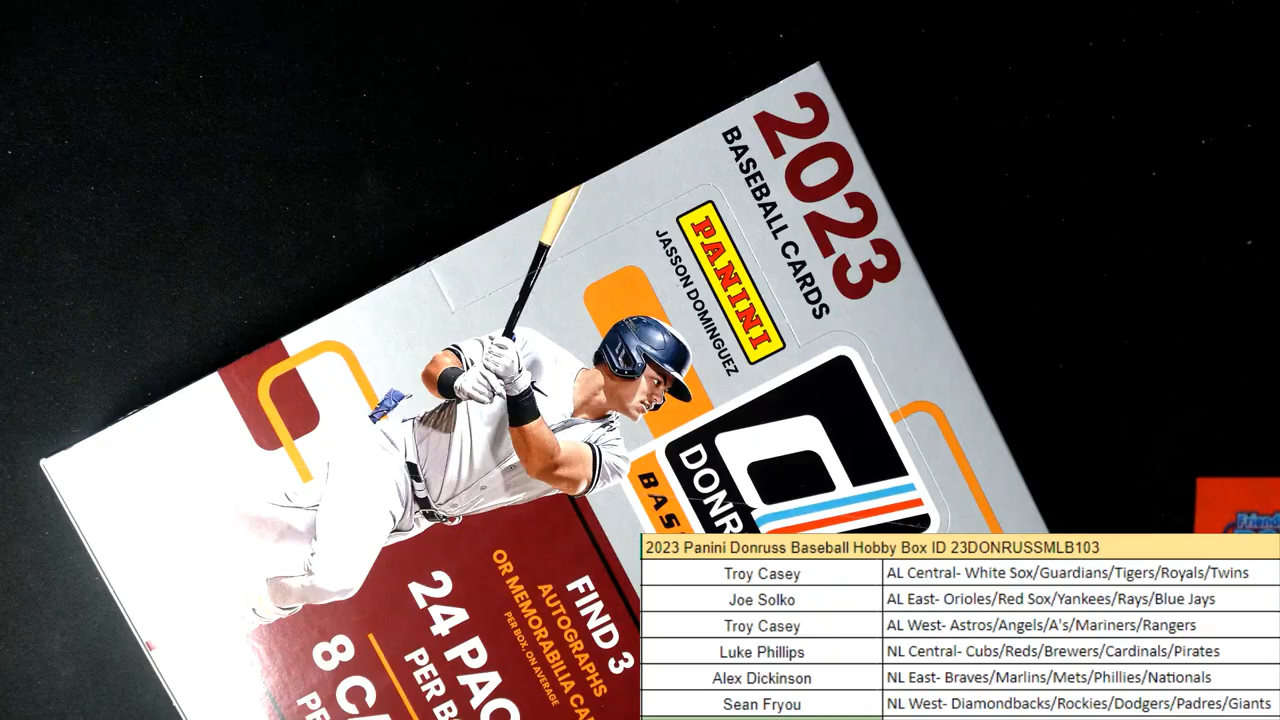 2023
BASEBALL CARDS
PANINI
JASSON DOMINGUEZ
DONR
BAS
FIND 3
AUTOGRAPHS
OR MEMORABILIA CA
PER BOX, ON AVERAGE
24 PAC
PER B
8 CA
PE
Friend
2023 Panini Donruss Baseball Hobby Box ID 23DONRUSSMLB103
Troy Casey AL Central- White Sox/Guardians/Tigers/Royals/Twins
Joe Solko AL East- Orioles/Red Sox/Yankees/Rays/Blue Jays
Troy Casey AL West- Astros/Angels/A's/Mariners/Rangers
Luke Phillips NL Central- Cubs/Reds/Brewers/Cardinals/Pirates
Alex Dickinson NL East- Braves/Marlins/Mets/Phillies/Nationals
Sean Fryou NL West- Diamondbacks/Rockies/Dodgers/Padres/Giants